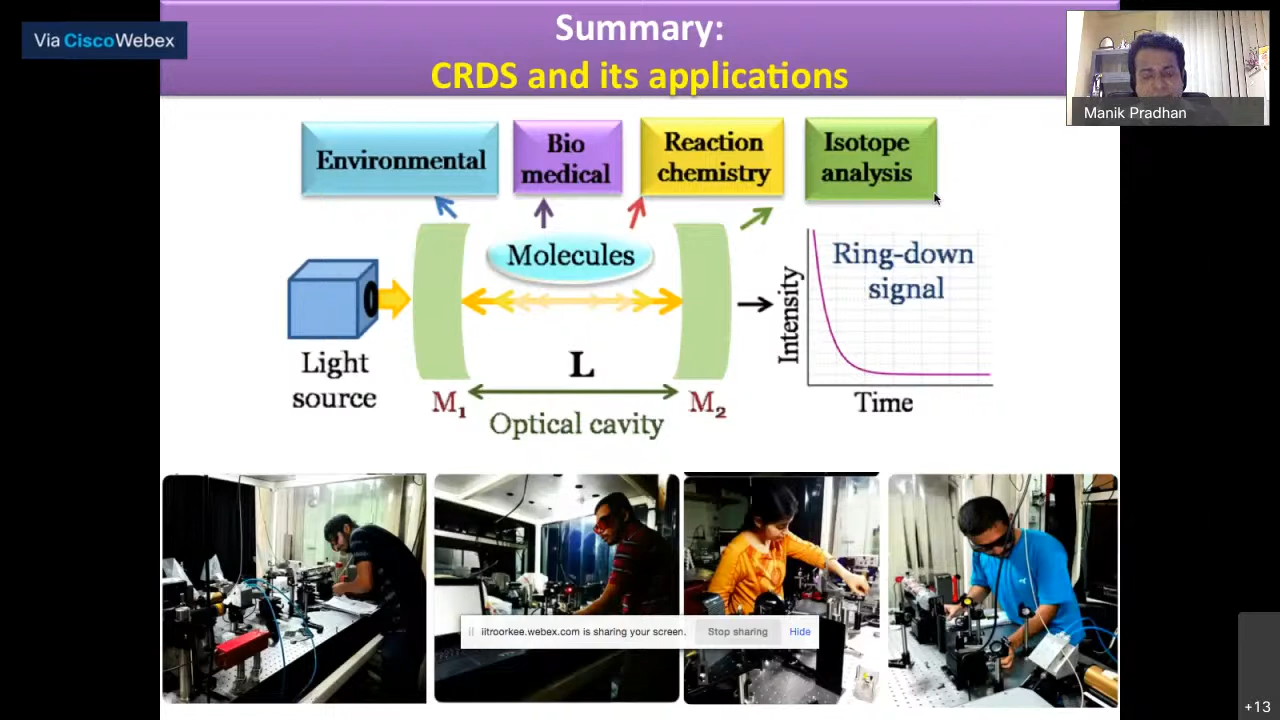 Via CiscoWebex
Summary:
CRDS and its applications
Manik Pradhan
Environmental
Bio
medical
Reaction
chemistry
Isotope
analysis
Molecules
Light
source
M₁
L
Optical cavity
M₂
Intensity
Ring-down
signal
Time
iitroorkee.webex.com is sharing your screen.
Stop sharing
Hide
+13